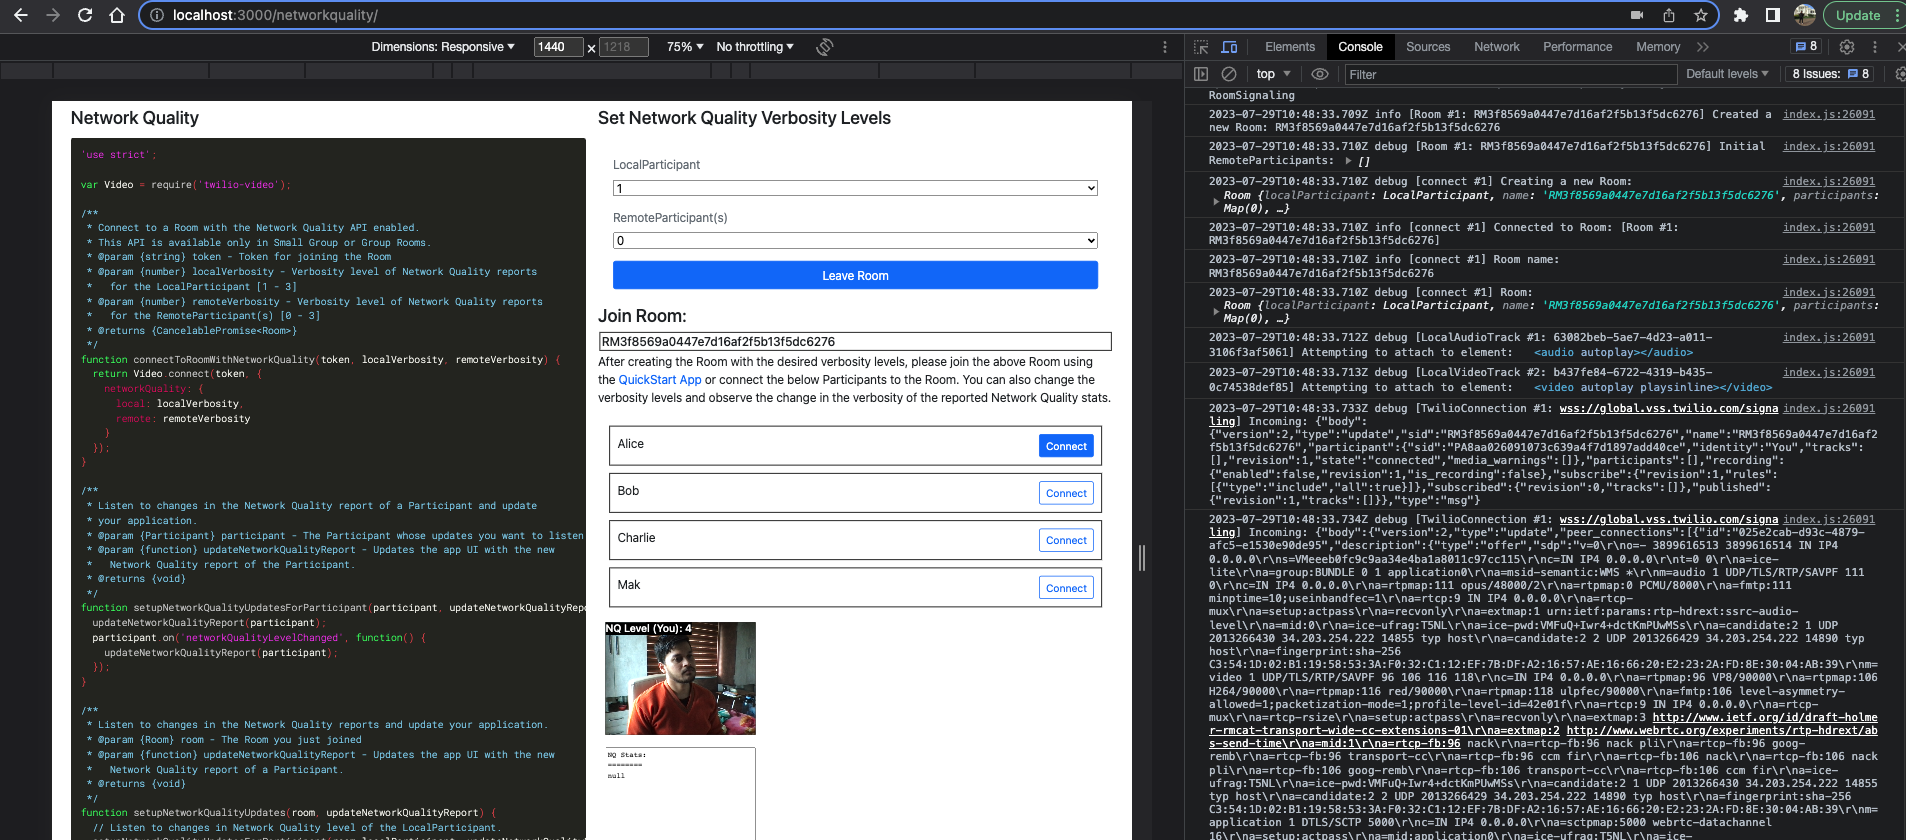 localhost:3000/networkquality/
Update
Dimensions: Responsive
1440 × 1218
75%
No throttling
Network Quality
'use strict';
var Video = require('twilio-video');
/**
 * Connect to a Room with the Network Quality API enabled.
 * This API is available only in Small Group or Group Rooms.
 * @param {string} token - Token for joining the Room
 * @param {number} localVerbosity - Verbosity level of Network Quality reports
 *   for the LocalParticipant [1 - 3]
 * @param {number} remoteVerbosity - Verbosity level of Network Quality reports
 *   for the RemoteParticipant(s) [0 - 3]
 * @returns {CancelablePromise<Room>}
 */
function connectToRoomWithNetworkQuality(token, localVerbosity, remoteVerbosity) {
  return Video.connect(token, {
    networkQuality: {
      local: localVerbosity,
      remote: remoteVerbosity
    }
  });
}
/**
 * Listen to changes in the Network Quality report of a Participant and update
 * your application.
 * @param {Participant} participant - The Participant whose updates you want to listen
 * @param {function} updateNetworkQualityReport - Updates the app UI with the new
 *   Network Quality report of the Participant.
 * @returns {void}
 */
function setupNetworkQualityUpdatesForParticipant(participant, updateNetworkQualityRepo
  updateNetworkQualityReport(participant);
  participant.on('networkQualityLevelChanged', function() {
    updateNetworkQualityReport(participant);
  });
}
/**
 * Listen to changes in the Network Quality reports and update your application.
 * @param {Room} room - The Room you just joined
 * @param {function} updateNetworkQualityReport - Updates the app UI with the new
 *   Network Quality report of a Participant.
 * @returns {void}
 */
function setupNetworkQualityUpdates(room, updateNetworkQualityReport) {
  // Listen to changes in Network Quality level of the LocalParticipant.
Set Network Quality Verbosity Levels
LocalParticipant
1
RemoteParticipant(s)
0
Leave Room
Join Room:
RM3f8569a0447e7d16af2f5b13f5dc6276
After creating the Room with the desired verbosity levels, please join the above Room using
the QuickStart App or connect the below Participants to the Room. You can also change the
verbosity levels and observe the change in the verbosity of the reported Network Quality stats.
Alice Connect
Bob Connect
Charlie Connect
Mak Connect
NQ Level (You): 4
NQ Stats:
========
null
Elements Console Sources Network Performance Memory 8
top Filter Default levels 8 Issues: 8
RoomSignaling
2023-07-29T10:48:33.709Z info [Room #1: RM3f8569a0447e7d16af2f5b13f5dc6276] Created a index.js:26091
new Room: RM3f8569a0447e7d16af2f5b13f5dc6276
2023-07-29T10:48:33.710Z debug [Room #1: RM3f8569a0447e7d16af2f5b13f5dc6276] Initial index.js:26091
RemoteParticipants: []
2023-07-29T10:48:33.710Z debug [connect #1] Creating a new Room: index.js:26091
Room {localParticipant: LocalParticipant, name: 'RM3f8569a0447e7d16af2f5b13f5dc6276', participants:
Map(0), …}
2023-07-29T10:48:33.710Z info [connect #1] Connected to Room: [Room #1: index.js:26091
RM3f8569a0447e7d16af2f5b13f5dc6276]
2023-07-29T10:48:33.710Z info [connect #1] Room name: index.js:26091
RM3f8569a0447e7d16af2f5b13f5dc6276
2023-07-29T10:48:33.710Z debug [connect #1] Room: index.js:26091
Room {localParticipant: LocalParticipant, name: 'RM3f8569a0447e7d16af2f5b13f5dc6276', participants:
Map(0), …}
2023-07-29T10:48:33.712Z debug [LocalAudioTrack #1: 63082beb-5ae7-4d23-a011- index.js:26091
3106f3af5061] Attempting to attach to element: <audio autoplay></audio>
2023-07-29T10:48:33.713Z debug [LocalVideoTrack #2: b437fe84-6722-4319-b435- index.js:26091
0c74538def85] Attempting to attach to element: <video autoplay playsinline></video>
2023-07-29T10:48:33.733Z debug [TwilioConnection #1: wss://global.vss.twilio.com/signa index.js:26091
ling] Incoming: {"body":
{"version":2,"type":"update","sid":"RM3f8569a0447e7d16af2f5b13f5dc6276","name":"RM3f8569a0447e7d16af2
f5b13f5dc6276","participant":{"sid":"PA8aa026091073c639a4f7d1897add40ce","identity":"You","tracks":
[],"revision":1,"state":"connected","media_warnings":[]},"participants":[],"recording":
{"enabled":false,"revision":1,"is_recording":false},"subscribe":{"revision":1,"rules":
[{"type":"include","all":true}]},"subscribed":{"revision":0,"tracks":[]},"published":
{"revision":1,"tracks":[]}},"type":"msg"}
2023-07-29T10:48:33.734Z debug [TwilioConnection #1: wss://global.vss.twilio.com/signa index.js:26091
ling] Incoming: {"body":{"version":2,"type":"update","peer_connections":[{"id":"025e2cab-d93c-4879-
afc5-e1530e90de95","description":{"type":"offer","sdp":"v=0\r\no=- 3899616513 3899616514 IN IP4
0.0.0.0\r\ns=VMeeeb0fc9c9aa34e4ba1a8011c97cc115\r\nc=IN IP4 0.0.0.0\r\nt=0 0\r\na=ice-
lite\r\na=group:BUNDLE 0 1 application0\r\na=msid-semantic:WMS *\r\nm=audio 1 UDP/TLS/RTP/SAVPF 111
0\r\nc=IN IP4 0.0.0.0\r\na=rtpmap:111 opus/48000/2\r\na=rtpmap:0 PCMU/8000\r\na=fmtp:111
minptime=10;useinbandfec=1\r\na=rtcp:9 IN IP4 0.0.0.0\r\na=rtcp-
mux\r\na=setup:actpass\r\na=recvonly\r\na=extmap:1 urn:ietf:params:rtp-hdrext:ssrc-audio-
level\r\na=mid:0\r\na=ice-ufrag:T5NL\r\na=ice-pwd:VMFuQ+Iwr4+dctKmPUwMSs\r\na=candidate:2 1 UDP
2013266430 34.203.254.222 14855 typ host\r\na=candidate:2 2 UDP 2013266429 34.203.254.222 14890 typ
host\r\na=fingerprint:sha-256
C3:54:1D:02:B1:19:58:53:3A:F0:32:C1:12:EF:7B:DF:A2:16:57:AE:16:66:20:E2:23:2A:FD:8E:30:04:AB:39\r\nm=
video 1 UDP/TLS/RTP/SAVPF 96 106 116 118\r\nc=IN IP4 0.0.0.0\r\na=rtpmap:96 VP8/90000\r\na=rtpmap:106
H264/90000\r\na=rtpmap:116 red/90000\r\na=rtpmap:118 ulpfec/90000\r\na=fmtp:106 level-asymmetry-
allowed=1;packetization-mode=1;profile-level-id=42e01f\r\na=rtcp:9 IN IP4 0.0.0.0\r\na=rtcp-
mux\r\na=rtcp-rsize\r\na=setup:actpass\r\na=recvonly\r\na=extmap:3 http://www.ietf.org/id/draft-holme
r-rmcat-transport-wide-cc-extensions-01\r\na=extmap:2 http://www.webrtc.org/experiments/rtp-hdrext/ab
s-send-time\r\na=mid:1\r\na=rtcp-fb:96 nack\r\na=rtcp-fb:96 nack pli\r\na=rtcp-fb:96 goog-
remb\r\na=rtcp-fb:96 transport-cc\r\na=rtcp-fb:96 ccm fir\r\na=rtcp-fb:106 nack\r\na=rtcp-fb:106 nack
pli\r\na=rtcp-fb:106 goog-remb\r\na=rtcp-fb:106 transport-cc\r\na=rtcp-fb:106 ccm fir\r\na=ice-
ufrag:T5NL\r\na=ice-pwd:VMFuQ+Iwr4+dctKmPUwMSs\r\na=candidate:2 1 UDP 2013266430 34.203.254.222 14855
typ host\r\na=candidate:2 2 UDP 2013266429 34.203.254.222 14890 typ host\r\na=fingerprint:sha-256
C3:54:1D:02:B1:19:58:53:3A:F0:32:C1:12:EF:7B:DF:A2:16:57:AE:16:66:20:E2:23:2A:FD:8E:30:04:AB:39\r\nm=
application 1 DTLS/SCTP 5000\r\nc=IN IP4 0.0.0.0\r\na=sctpmap:5000 webrtc-datachannel
16\r\na=setup:actpass\r\na=mid:application0\r\na=ice-ufrag:T5NL\r\na=ice-